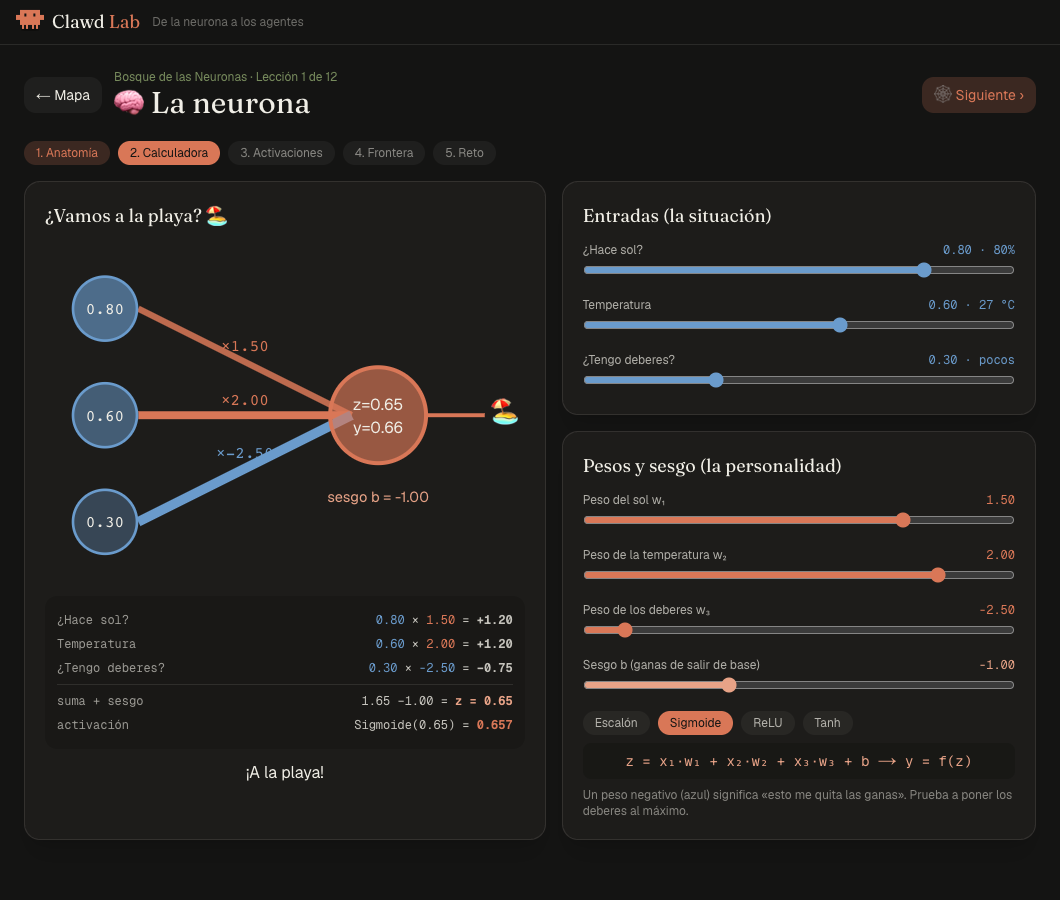 Clawd Lab De la neurona a los agentes
← Mapa
Bosque de las Neuronas · Lección 1 de 12
La neurona
Siguiente ›
1. Anatomía 2. Calculadora 3. Activaciones 4. Frontera 5. Reto
¿Vamos a la playa?
0.80
×1.50
0.60
×2.00
z=0.65
y=0.66
×−2.50
0.30
sesgo b = -1.00
¿Hace sol? 0.80 × 1.50 = +1.20
Temperatura 0.60 × 2.00 = +1.20
¿Tengo deberes? 0.30 × -2.50 = −0.75
suma + sesgo 1.65 −1.00 = z = 0.65
activación Sigmoide(0.65) = 0.657
¡A la playa!
Entradas (la situación)
¿Hace sol? 0.80 · 80%
Temperatura 0.60 · 27 °C
¿Tengo deberes? 0.30 · pocos
Pesos y sesgo (la personalidad)
Peso del sol w₁ 1.50
Peso de la temperatura w₂ 2.00
Peso de los deberes w₃ -2.50
Sesgo b (ganas de salir de base) -1.00
Escalón Sigmoide ReLU Tanh
z = x₁·w₁ + x₂·w₂ + x₃·w₃ + b ⟶ y = f(z)
Un peso negativo (azul) significa «esto me quita las ganas». Prueba a poner los
deberes al máximo.